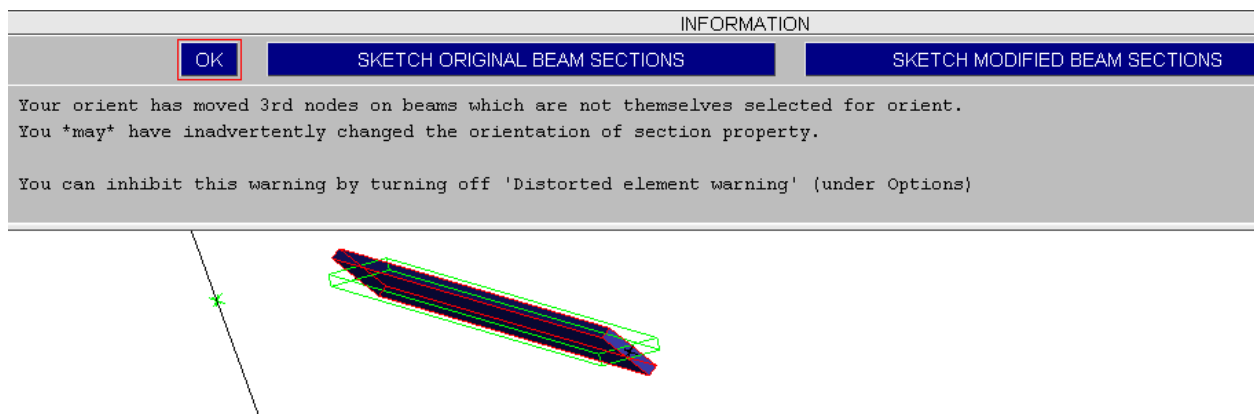 INFORMATION
OK
SKETCH ORIGINAL BEAM SECTIONS
SKETCH MODIFIED BEAM SECTIONS
Your orient has moved 3rd nodes on beams which are not themselves selected for orient.
You *may* have inadvertently changed the orientation of section property.
You can inhibit this warning by turning off 'Distorted element warning' (under Options)